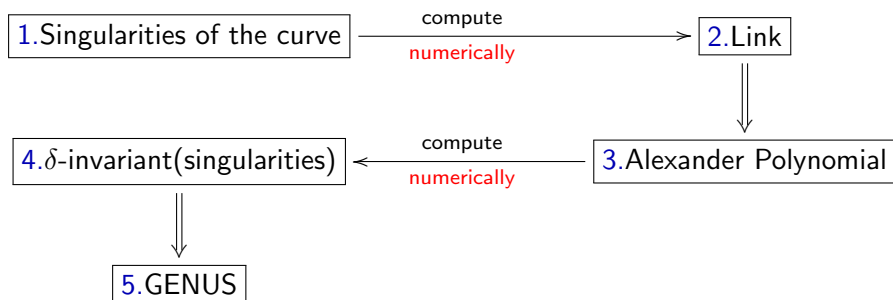 1.Singularities of the curve
compute
numerically
2.Link
3.Alexander Polynomial
compute
numerically
4.δ-invariant(singularities)
5.GENUS